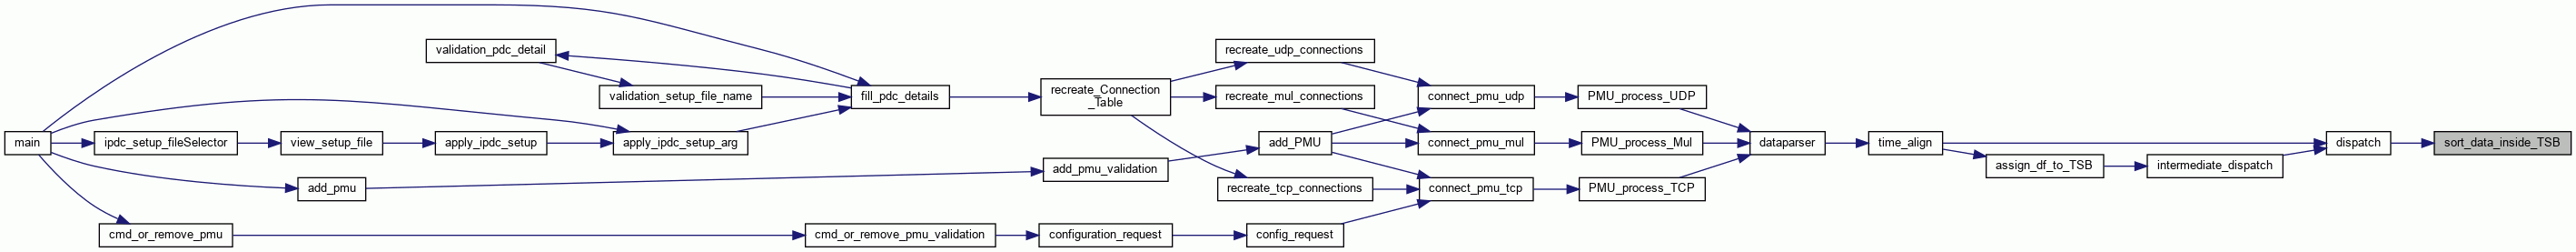 main
validation_pdc_detail
validation_setup_file_name
ipdc_setup_fileSelector
view_setup_file
apply_ipdc_setup
apply_ipdc_setup_arg
add_pmu
cmd_or_remove_pmu
fill_pdc_details
cmd_or_remove_pmu_validation
recreate_Connection
_Table
add_pmu_validation
configuration_request
recreate_udp_connections
recreate_mul_connections
add_PMU
recreate_tcp_connections
config_request
connect_pmu_udp
connect_pmu_mul
connect_pmu_tcp
PMU_process_UDP
PMU_process_Mul
PMU_process_TCP
dataparser
time_align
assign_df_to_TSB
intermediate_dispatch
dispatch
sort_data_inside_TSB